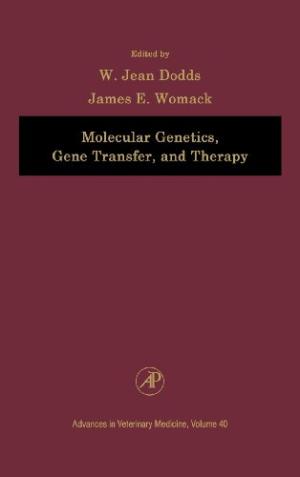 Edited by
W. Jean Dodds
James E. Womack
Molecular Genetics,
Gene Transfer, and Therapy
AP
Advances in Veterinary Medicine, Volume 40